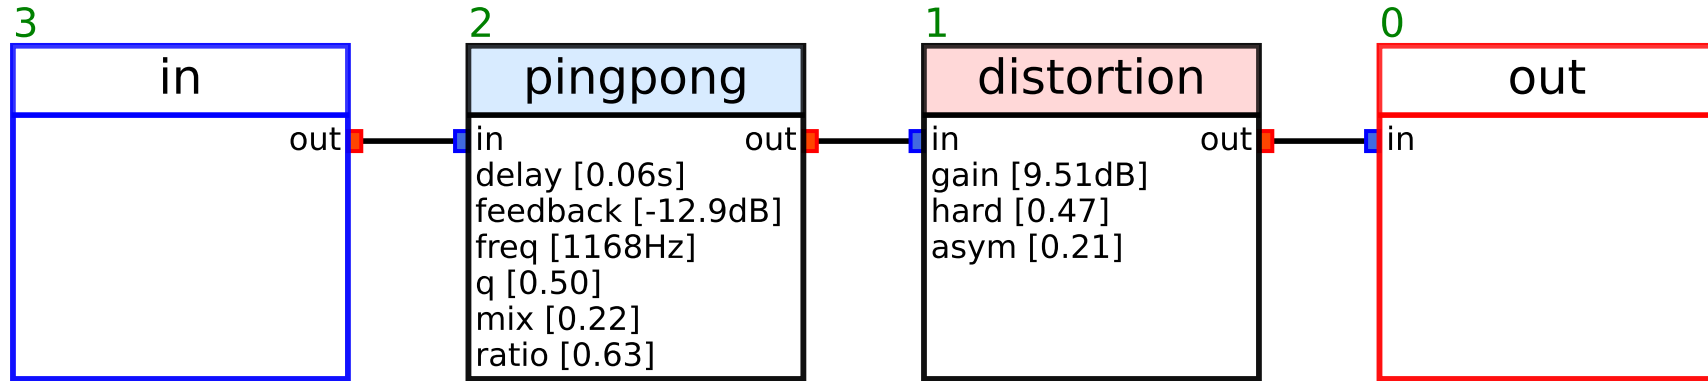 3
in
out
2
pingpong
in out
delay [0.06s]
feedback [-12.9dB]
freq [1168Hz]
q [0.50]
mix [0.22]
ratio [0.63]
1
distortion
in out
gain [9.51dB]
hard [0.47]
asym [0.21]
0
out
in